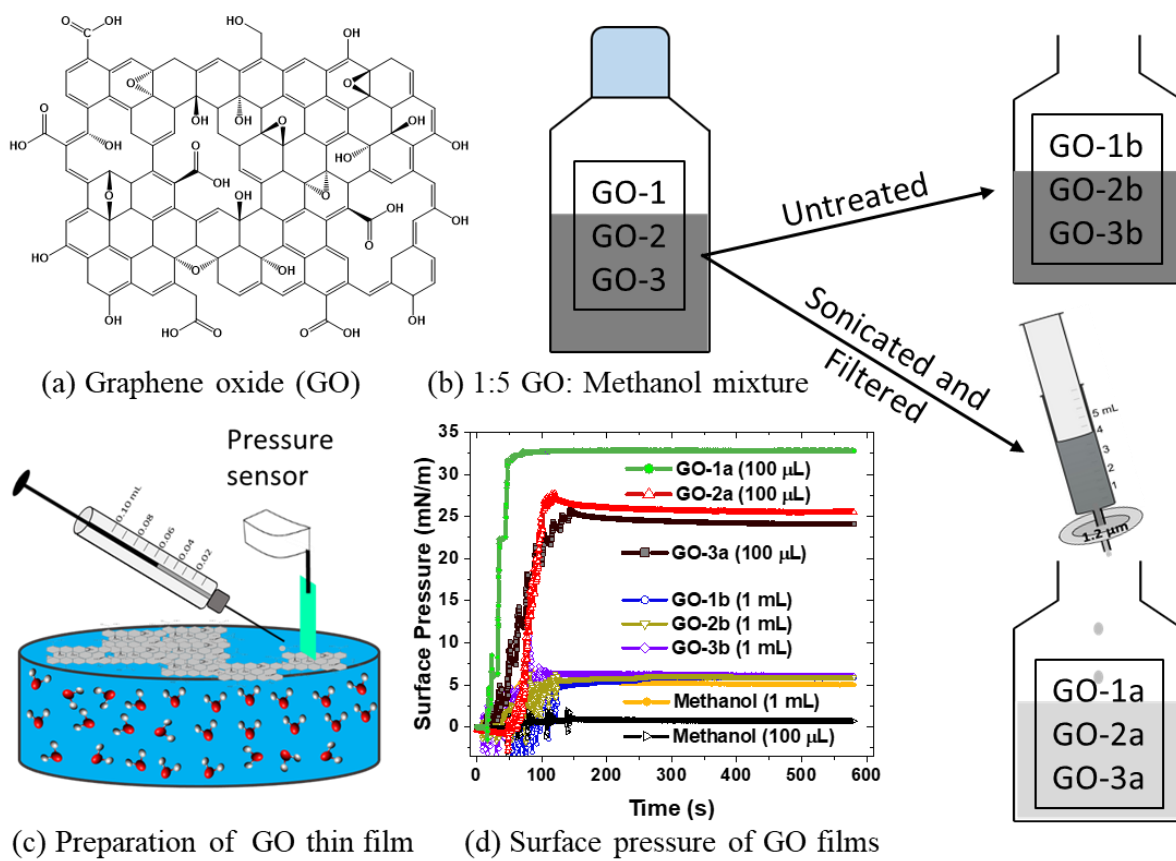 O
OH
HO
OH
OH
O
O
O
OH
OH
O
HO
OH
O
O
OH
HO
HO
OH
O
OH
O
O
OH
OH
O
OH
O
OH
HO
O
OH
OH
HO
O
O
OH
OH
(a) Graphene oxide (GO)
GO-1
GO-2
GO-3
(b) 1:5 GO: Methanol mixture
Untreated
Sonicated and
Filtered
GO-1b
GO-2b
GO-3b
5 mL
4
3
2
1
1.2 µm
GO-1a
GO-2a
GO-3a
Pressure
sensor
0.10 mL
0.08
0.06
0.04
0.02
(c) Preparation of GO thin film
Surface Pressure (mN/m)
35
30
25
20
15
10
5
0
GO-1a (100 µL)
GO-2a (100 µL)
GO-3a (100 µL)
GO-1b (1 mL)
GO-2b (1 mL)
GO-3b (1 mL)
Methanol (1 mL)
Methanol (100 µL)
0 100 200 300 400 500 600
Time (s)
(d) Surface pressure of GO films